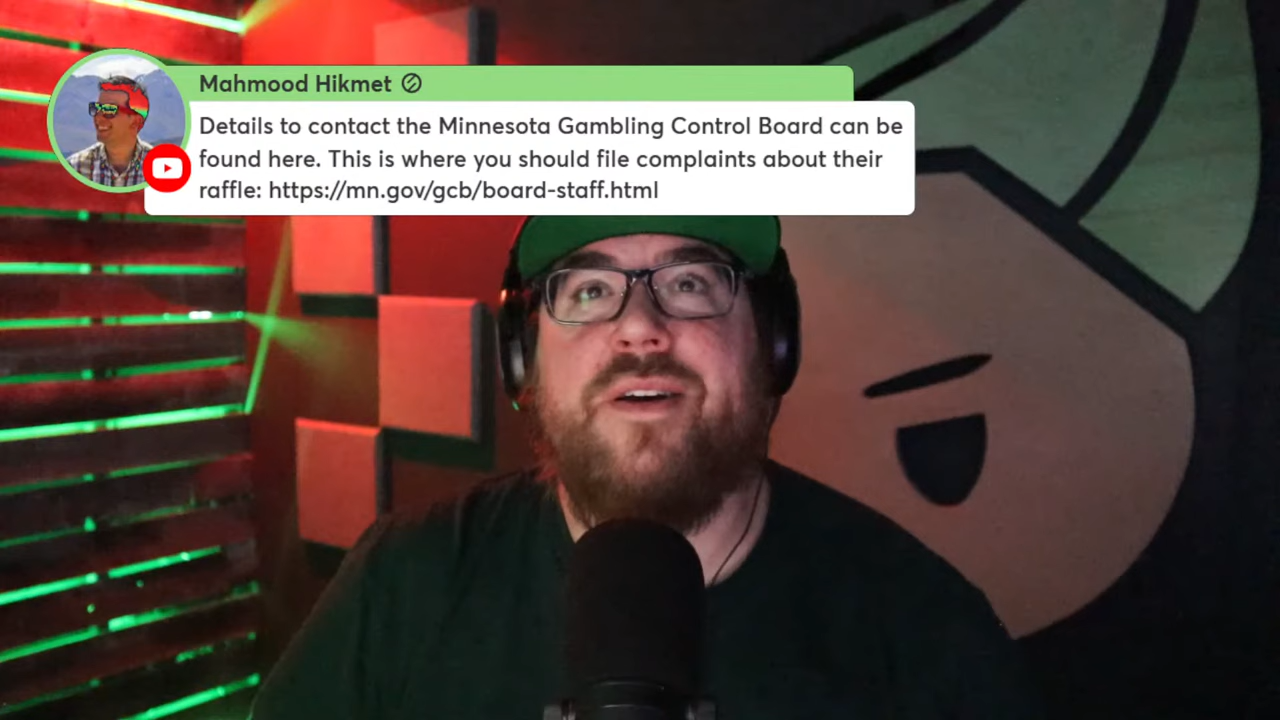 Mahmood Hikmet
Details to contact the Minnesota Gambling Control Board can be
found here. This is where you should file complaints about their
raffle: https://mn.gov/gcb/board-staff.html